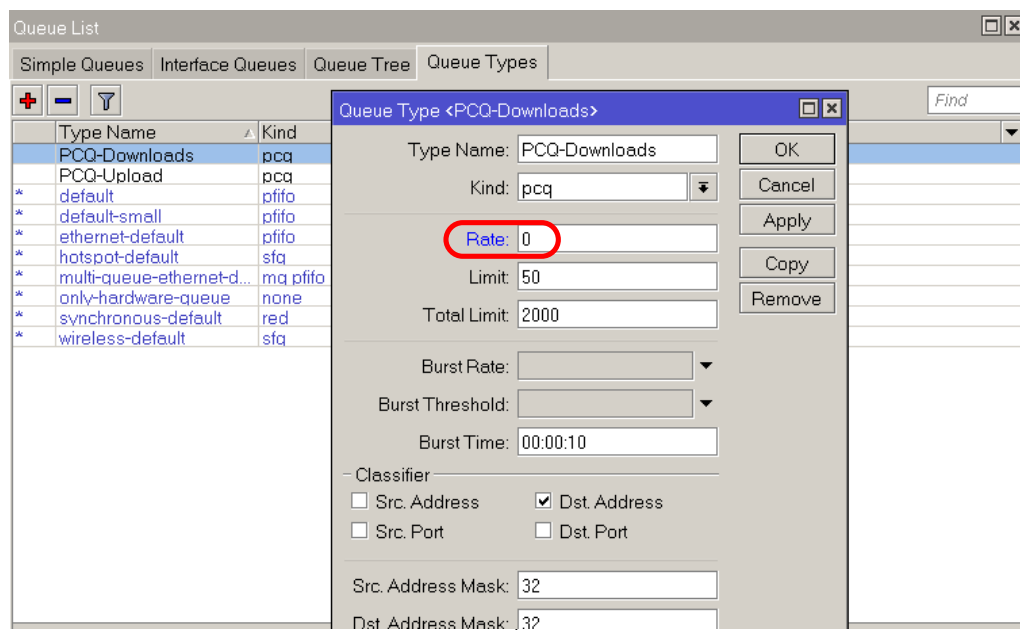 Queue List
Simple Queues Interface Queues Queue Tree Queue Types
Find
Type Name Kind
PCQ-Downloads pcq
PCQ-Upload pcq
* default pfifo
* default-small pfifo
* ethernet-default pfifo
* hotspot-default sfq
* multi-queue-ethernet-d... mq pfifo
* only-hardware-queue none
* synchronous-default red
* wireless-default sfq
Queue Type <PCQ-Downloads>
Type Name: PCQ-Downloads
Kind: pcq
Rate: 0
Limit: 50
Total Limit: 2000
Burst Rate:
Burst Threshold:
Burst Time: 00:00:10
Classifier
Src. Address Dst. Address
Src. Port Dst. Port
Src. Address Mask: 32
Dst. Address Mask: 32
OK
Cancel
Apply
Copy
Remove